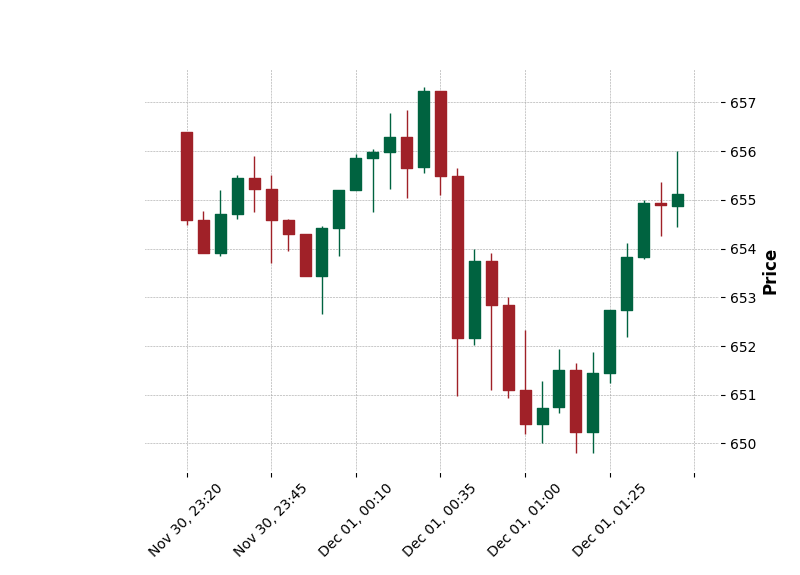 657
656
655
654
653
652
651
650
Price
Nov 30, 23:20
Nov 30, 23:45
Dec 01, 00:10
Dec 01, 00:35
Dec 01, 01:00
Dec 01, 01:25